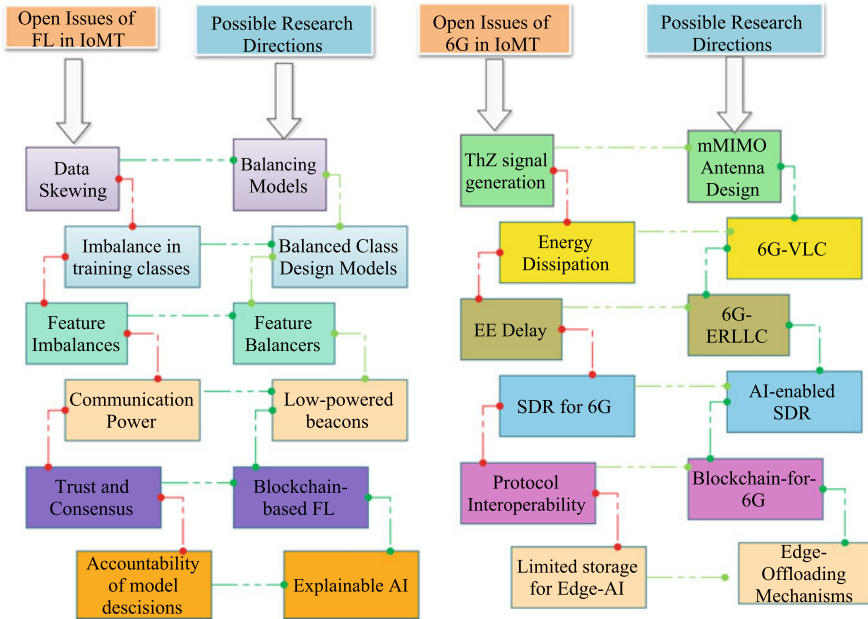 Open Issues of
FL in IoMT
Possible Research
Directions
Open Issues of
6G in IoMT
Possible Research
Directions
Data
Skewing
Balancing
Models
Imbalance in
training classes
Balanced Class
Design Models
Feature
Imbalances
Feature
Balancers
Communication
Power
Low-powered
beacons
Trust and
Consensus
Blockchain-
based FL
Accountability
of model
descisions
Explainable AI
ThZ signal
generation
mMIMO
Antenna
Design
Energy
Dissipation
6G-VLC
EE Delay
6G-
ERLLC
SDR for 6G
AI-enabled
SDR
Protocol
Interoperability
Blockchain-for-
6G
Limited storage
for Edge-AI
Edge-
Offloading
Mechanisms